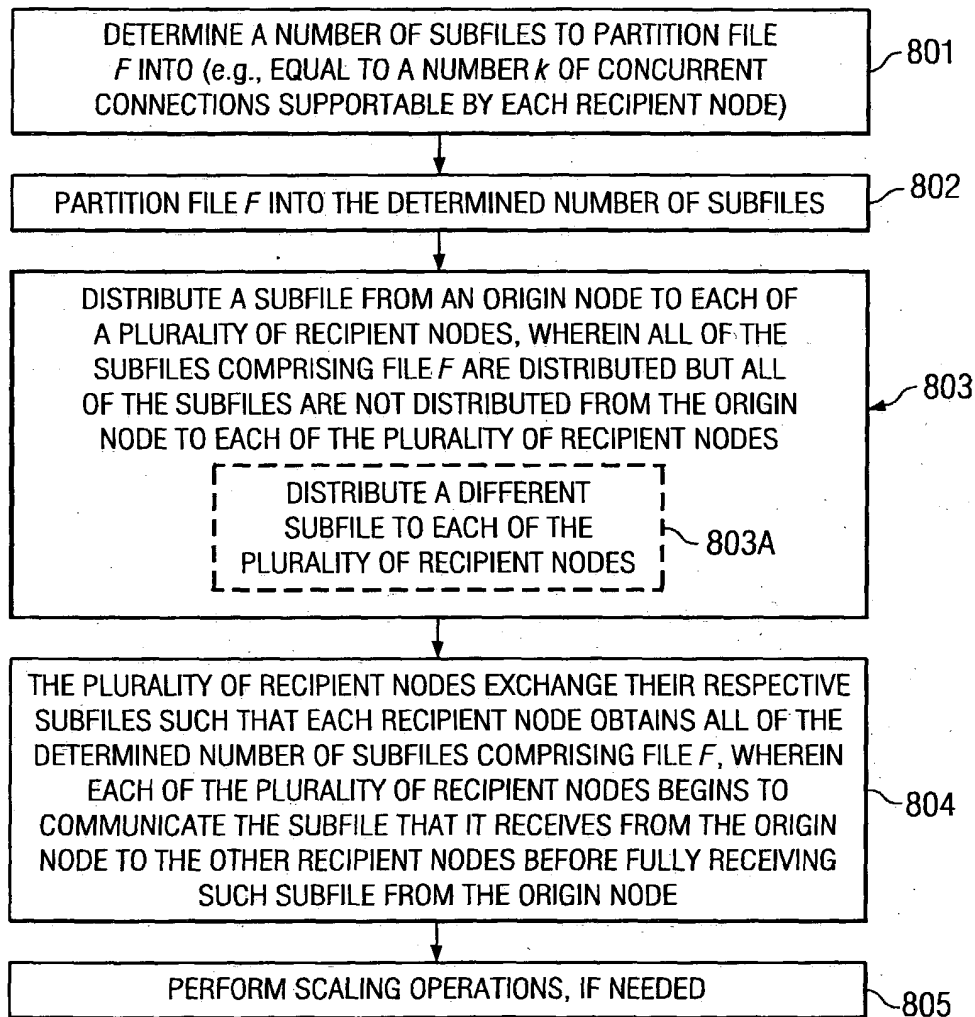 DETERMINE A NUMBER OF SUBFILES TO PARTITION FILE
F INTO (e.g., EQUAL TO A NUMBER k OF CONCURRENT
CONNECTIONS SUPPORTABLE BY EACH RECIPIENT NODE)
801
PARTITION FILE F INTO THE DETERMINED NUMBER OF SUBFILES
802
DISTRIBUTE A SUBFILE FROM AN ORIGIN NODE TO EACH OF
A PLURALITY OF RECIPIENT NODES, WHEREIN ALL OF THE
SUBFILES COMPRISING FILE F ARE DISTRIBUTED BUT ALL
OF THE SUBFILES ARE NOT DISTRIBUTED FROM THE ORIGIN
NODE TO EACH OF THE PLURALITY OF RECIPIENT NODES
803
DISTRIBUTE A DIFFERENT
SUBFILE TO EACH OF THE
PLURALITY OF RECIPIENT NODES
803A
THE PLURALITY OF RECIPIENT NODES EXCHANGE THEIR RESPECTIVE
SUBFILES SUCH THAT EACH RECIPIENT NODE OBTAINS ALL OF THE
DETERMINED NUMBER OF SUBFILES COMPRISING FILE F, WHEREIN
EACH OF THE PLURALITY OF RECIPIENT NODES BEGINS TO
COMMUNICATE THE SUBFILE THAT IT RECEIVES FROM THE ORIGIN
NODE TO THE OTHER RECIPIENT NODES BEFORE FULLY RECEIVING
SUCH SUBFILE FROM THE ORIGIN NODE
804
PERFORM SCALING OPERATIONS, IF NEEDED
805